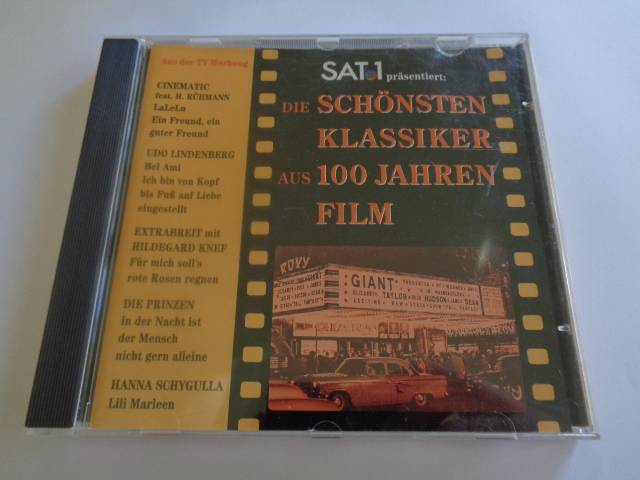 Aus der TV Werbung
CINEMATIC
feat. H. RÜHMANN
LaLeLu
Ein Freund, ein
guter Freund
UDO LINDENBERG
Bel Ami
Ich bin von Kopf
bis Fuß auf Liebe
eingestellt
EXTRABREIT mit
HILDEGARD KNEF
Für mich soll's
rote Rosen regnen
DIE PRINZEN
In der Nacht ist
der Mensch
nicht gern alleine
HANNA SCHYGULLA
Lili Marleen
SAT.1 präsentiert:
DIE SCHÖNSTEN
KLASSIKER
AUS 100 JAHREN
FILM
ROXY
GIANT
ELIZABETH TAYLOR ROCK HUDSON JAMES DEAN